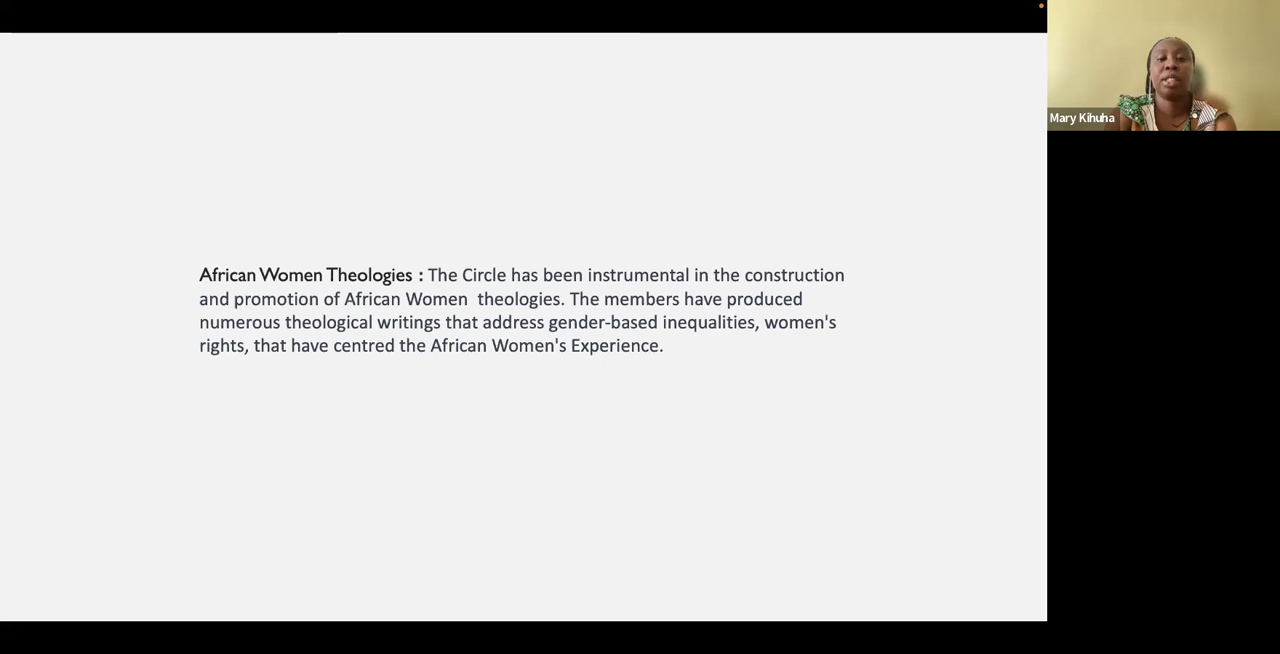 African Women Theologies : The Circle has been instrumental in the construction
and promotion of African Women  theologies. The members have produced
numerous theological writings that address gender-based inequalities, women's
rights, that have centred the African Women's Experience.
Mary Kihuha